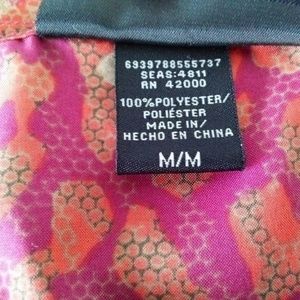 6939788555737
SEAS:4811
RN 42000
100%POLYESTER/
POLIÉSTER
MADE IN/
HECHO EN CHINA
M/M